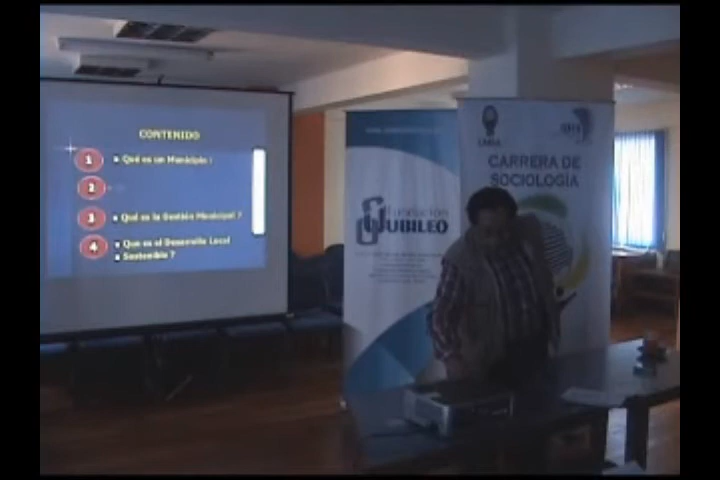 CONTENIDO
1 Qué es un Municipio ?
2
3 Qué es la Gestión Municipal ?
4 Que es el Desarrollo Local
Sostenible ?
Fundación
JUBILEO
UMSA
CARRERA DE
SOCIOLOGÍA